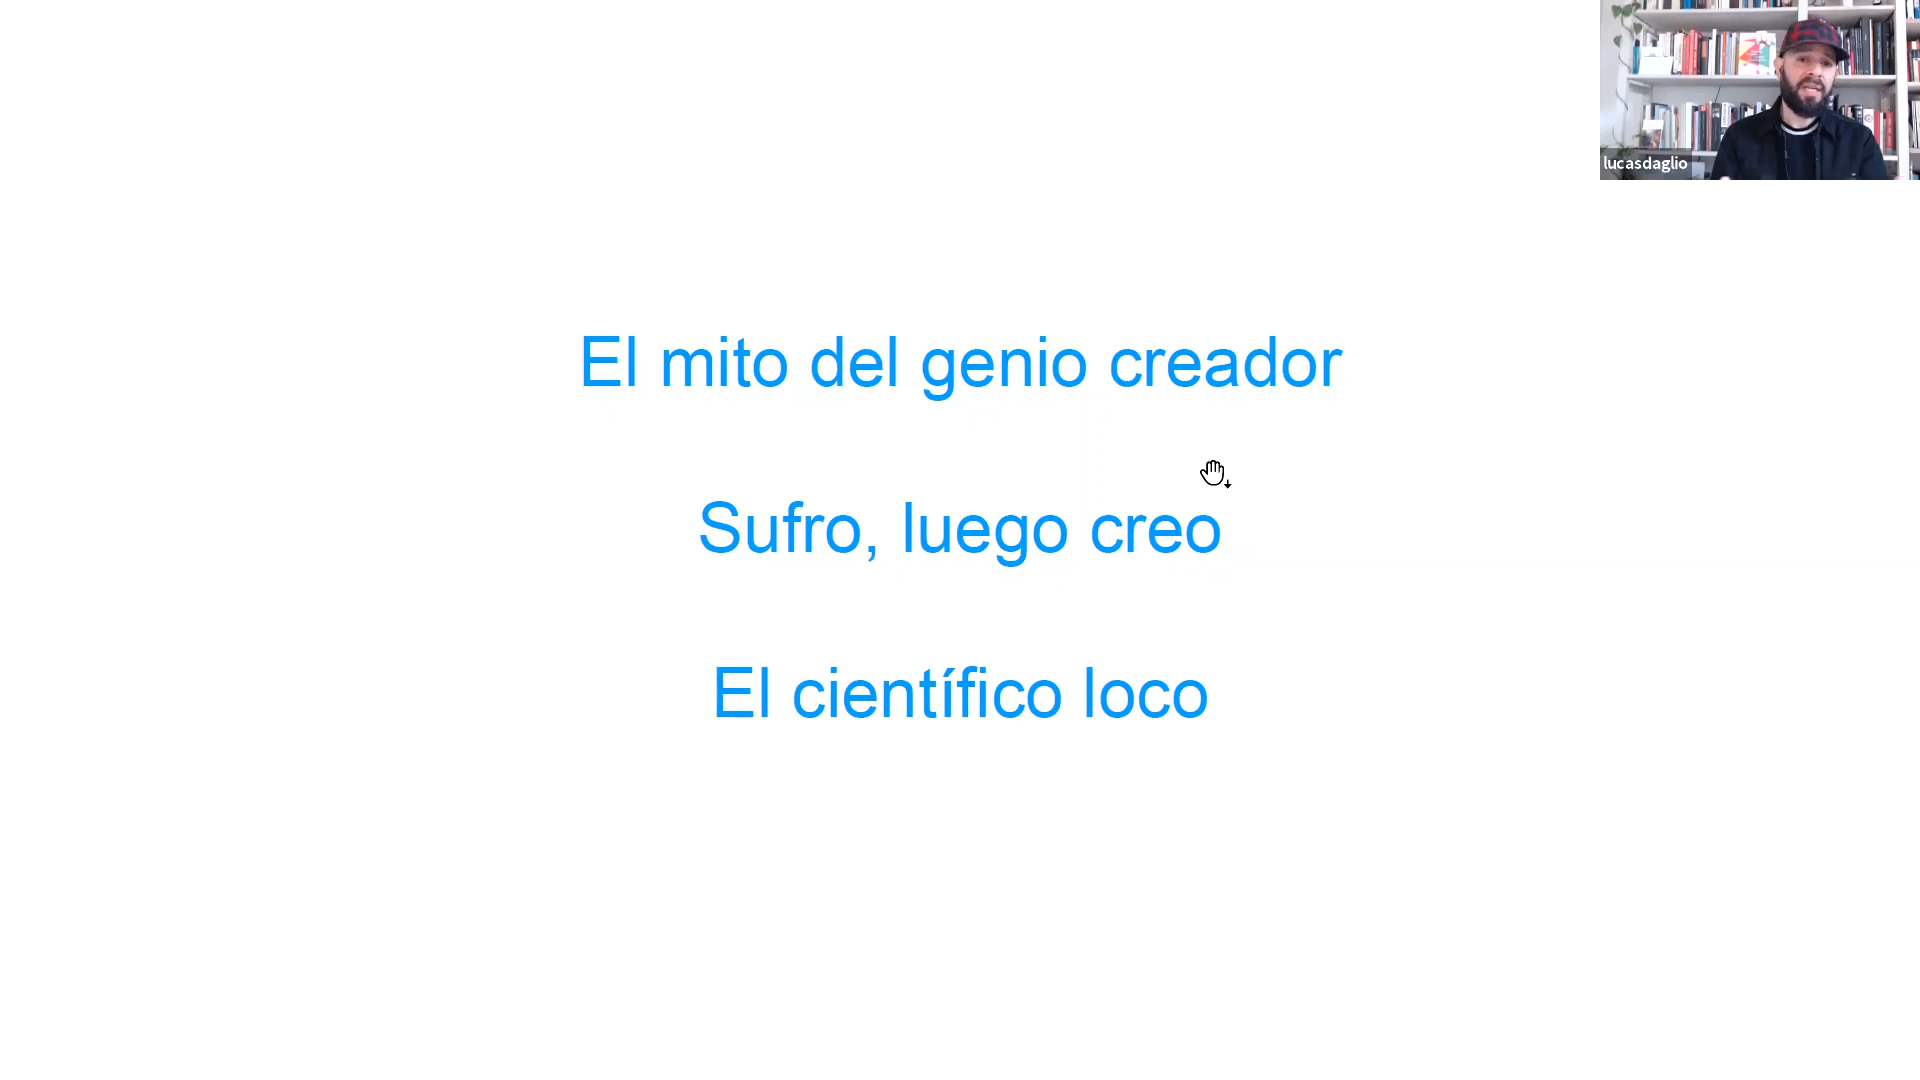 lucasdaglio
El mito del genio creador
Sufro, luego creo
El científico loco